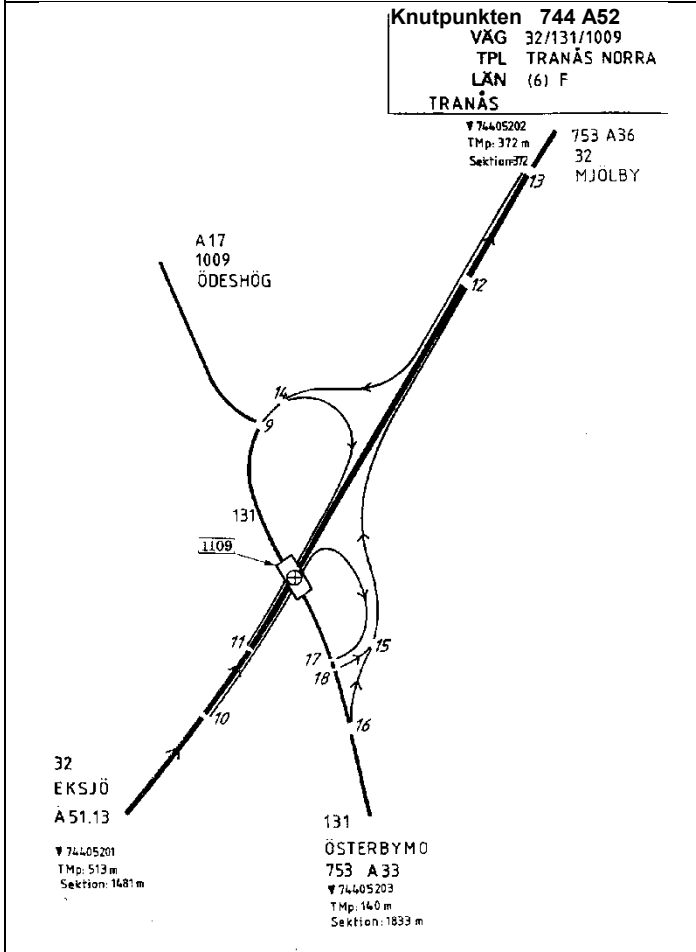 Knutpunkten 744 A52
VÄG 32/131/1009
TPL TRANÅS NORRA
LÄN (6) F
TRANÅS
▼ 74405202
TMp: 372 m
Sektion: 372
753 A36
32
MJÖLBY
13
12
A17
1009
ÖDESHÖG
14
9
131
1109
11
10
17
18
15
16
32
EKSJÖ
A51.13
▼ 74405201
TMp: 513 m
Sektion: 1481 m
131
ÖSTERBYMO
753 A33
▼ 74405203
TMp: 140 m
Sektion: 1833 m